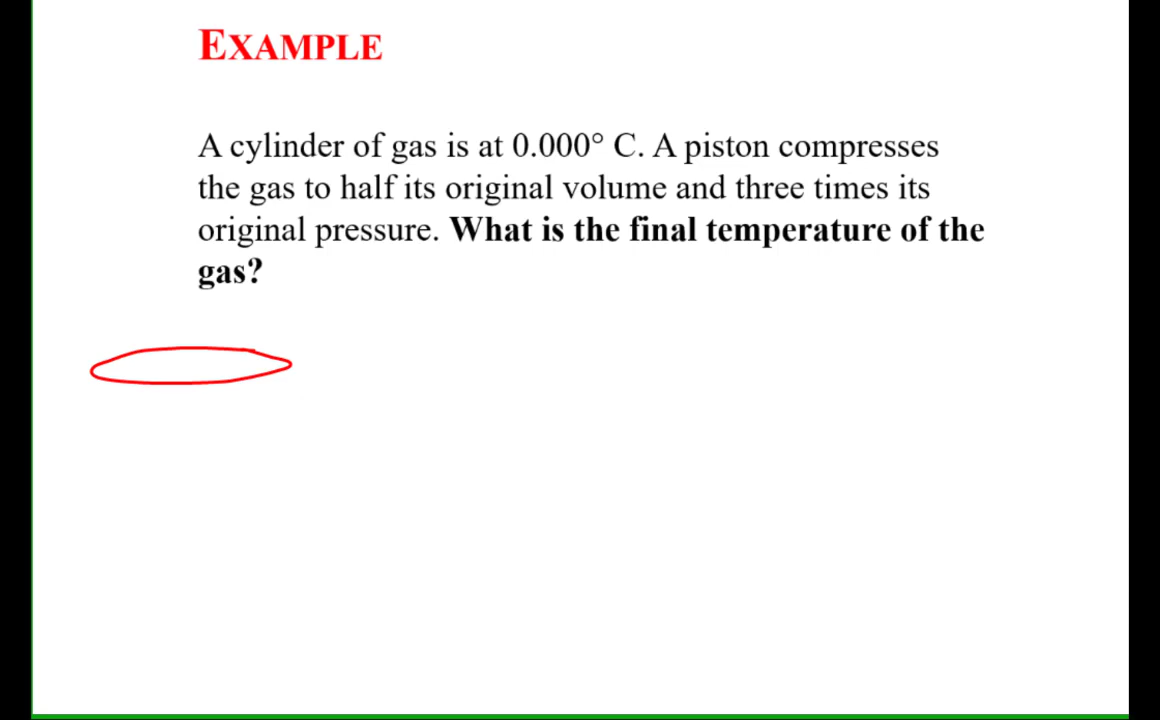 EXAMPLE
A cylinder of gas is at 0.000° C. A piston compresses
the gas to half its original volume and three times its
original pressure. What is the final temperature of the
gas?